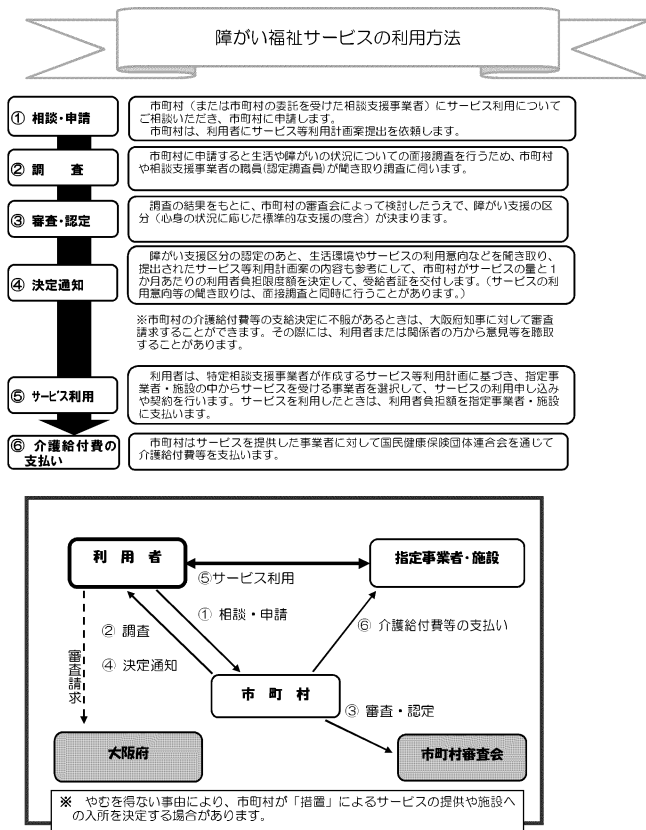 障がい福祉サービスの利用方法
① 相談・申請
市町村（または市町村の委託を受けた相談支援事業者）にサービス利用について
ご相談いただき、市町村に申請します。
市町村は、利用者にサービス等利用計画案提出を依頼します。
② 調　　査
市町村に申請すると生活や障がいの状況についての面接調査を行うため、市町村
や相談支援事業者の職員(認定調査員)が聞き取り調査に伺います。
③ 審査・認定
調査の結果をもとに、市町村の審査会によって検討したうえで、障がい支援の区
分（心身の状況に応じた標準的な支援の度合）が決まります。
④ 決定通知
障がい支援区分の認定のあと、生活環境やサービスの利用意向などを聞き取り、
提出されたサービス等利用計画案の内容も参考にして、市町村がサービスの量と１
か月あたりの利用者負担限度額を決定して、受給者証を交付します。（サービスの利
用意向等の聞き取りは、面接調査と同時に行うことがあります。）
※市町村の介護給付費等の支給決定に不服があるときは、大阪府知事に対して審査
請求することができます。その際には、利用者または関係者の方から意見等を聴取
することがあります。
⑤ サービス利用
利用者は、特定相談支援事業者が作成するサービス等利用計画に基づき、指定事
業者・施設の中からサービスを受ける事業者を選択して、サービスの利用申し込み
や契約を行います。サービスを利用したときは、利用者負担額を指定事業者・施設
に支払います。
⑥ 介護給付費の
支払い
市町村はサービスを提供した事業者に対して国民健康保険団体連合会を通じて
介護給付費等を支払います。
利　用　者
指定事業者・施設
⑤サービス利用
① 相談・申請
② 調査
⑥ 介護給付費等の支払い
④ 決定通知
審査請求
市　町　村
③ 審査・認定
大阪府
市町村審査会
※　やむを得ない事由により、市町村が「措置」によるサービスの提供や施設へ
の入所を決定する場合があります。